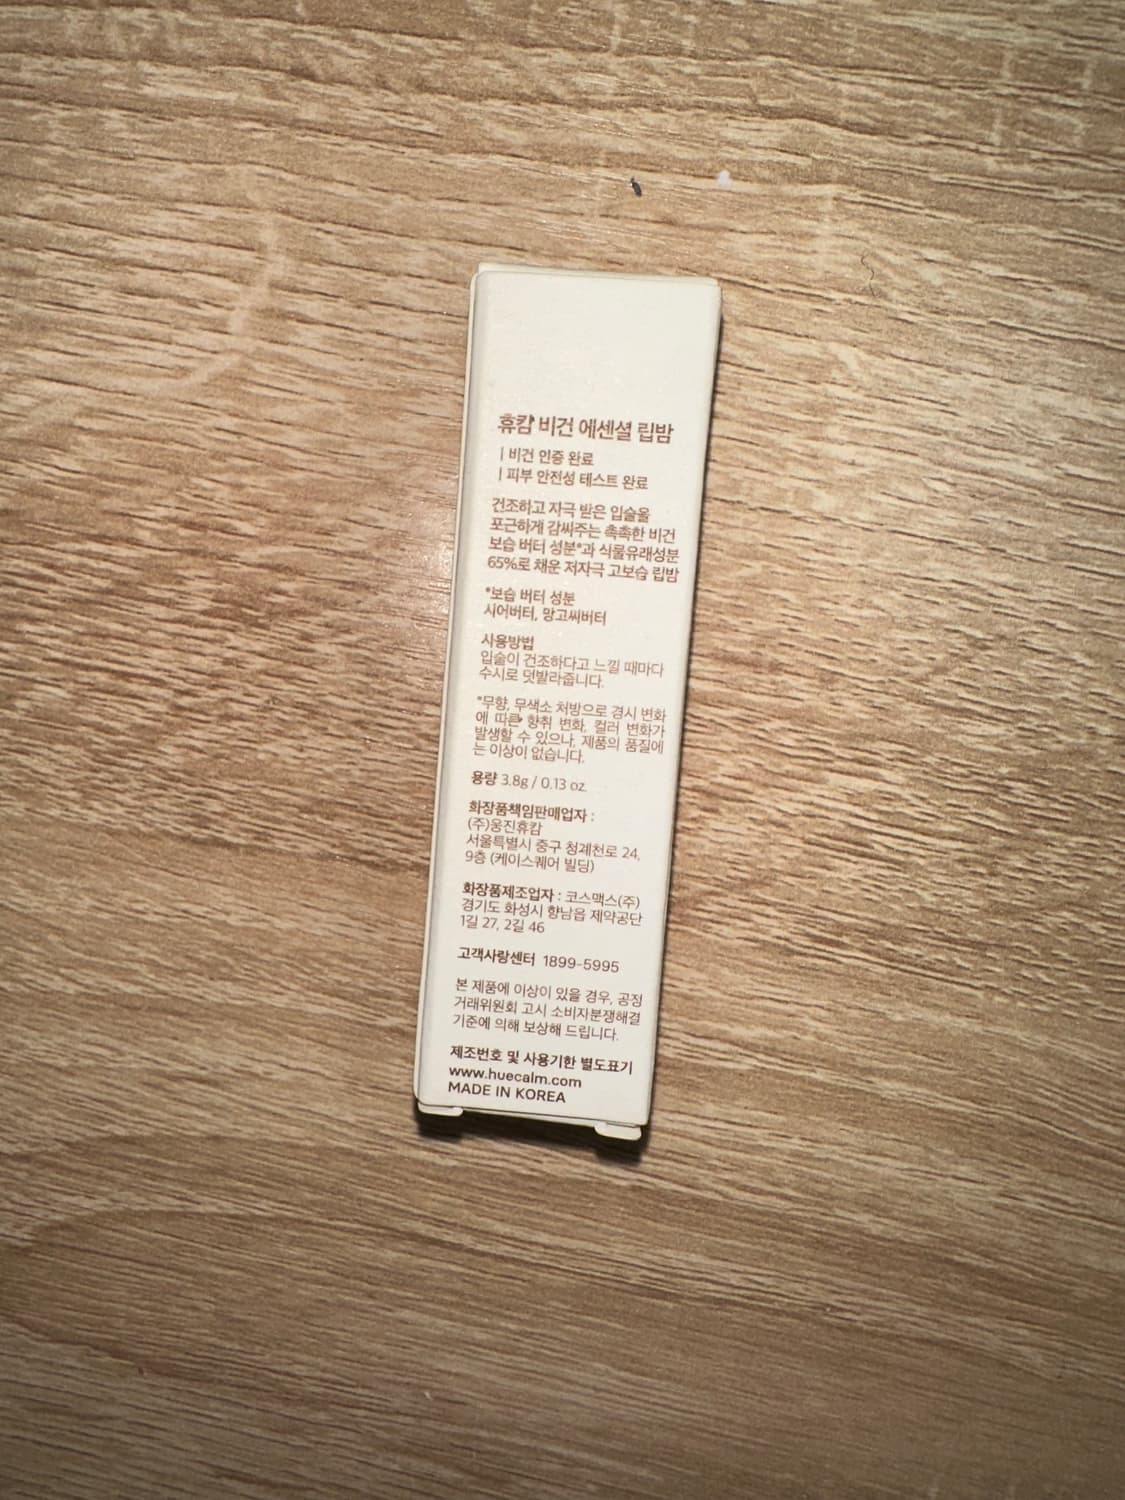 휴캄 비건 에센셜 립밤
| 비건 인증 완료
| 피부 안전성 테스트 완료
건조하고 자극 받은 입술을
포근하게 감싸주는 촉촉한 비건
보습 버터 성분*과 식물유래성분
65%로 채운 저자극 고보습 립밤
*보습 버터 성분
시어버터, 망고씨버터
사용방법
입술이 건조하다고 느낄 때마다
수시로 덧발라줍니다.
*무향, 무색소 처방으로 경시 변화
에 따른 향취 변화, 컬러 변화가
발생할 수 있으나, 제품의 품질에
는 이상이 없습니다.
용량 3.8g / 0.13 oz.
화장품책임판매업자 :
(주)웅진휴캄
서울특별시 중구 청계천로 24,
9층 (케이스퀘어 빌딩)
화장품제조업자 : 코스맥스(주)
경기도 화성시 향남읍 제약공단
1길 27, 2길 46
고객사랑센터 1899-5995
본 제품에 이상이 있을 경우, 공정
거래위원회 고시 소비자분쟁해결
기준에 의해 보상해 드립니다.
제조번호 및 사용기한 별도표기
www.huecalm.com
MADE IN KOREA